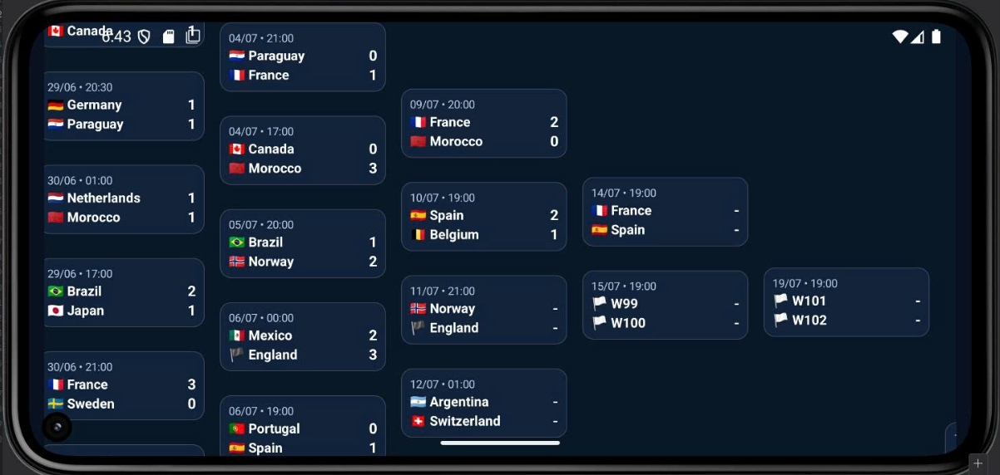 6:43
Canada 1
29/06 • 20:30
Germany 1
Paraguay 1
30/06 • 01:00
Netherlands 1
Morocco 1
29/06 • 17:00
Brazil 2
Japan 1
30/06 • 21:00
France 3
Sweden 0
04/07 • 21:00
Paraguay 0
France 1
04/07 • 17:00
Canada 0
Morocco 3
05/07 • 20:00
Brazil 1
Norway 2
06/07 • 00:00
Mexico 2
England 3
06/07 • 19:00
Portugal 0
Spain 1
09/07 • 20:00
France 2
Morocco 0
10/07 • 19:00
Spain 2
Belgium 1
11/07 • 21:00
Norway -
England -
12/07 • 01:00
Argentina -
Switzerland -
14/07 • 19:00
France -
Spain -
15/07 • 19:00
W99 -
W100 -
19/07 • 19:00
W101 -
W102 -